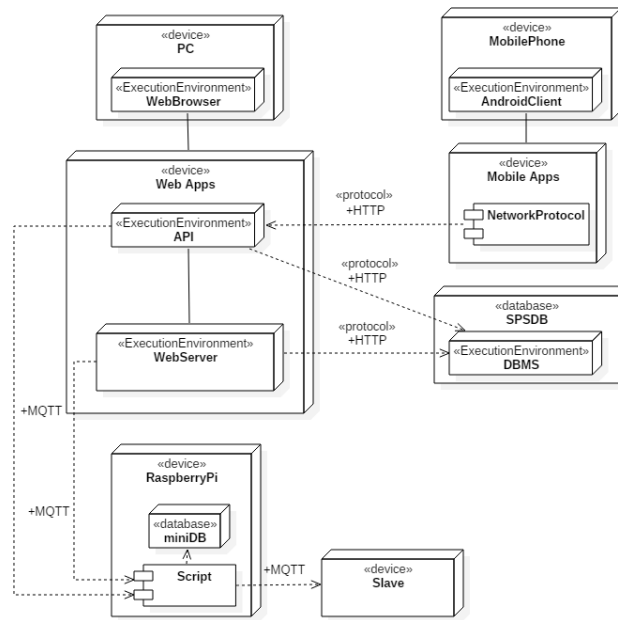 «device»
PC
«ExecutionEnvironment»
WebBrowser
«device»
MobilePhone
«ExecutionEnvironment»
AndroidClient
«device»
Web Apps
«ExecutionEnvironment»
API
«protocol»
+HTTP
«device»
Mobile Apps
NetworkProtocol
«protocol»
+HTTP
«database»
SPSDB
«ExecutionEnvironment»
DBMS
«ExecutionEnvironment»
WebServer
«protocol»
+HTTP
+MQTT
+MQTT
«device»
RaspberryPi
«database»
miniDB
Script
+MQTT
«device»
Slave